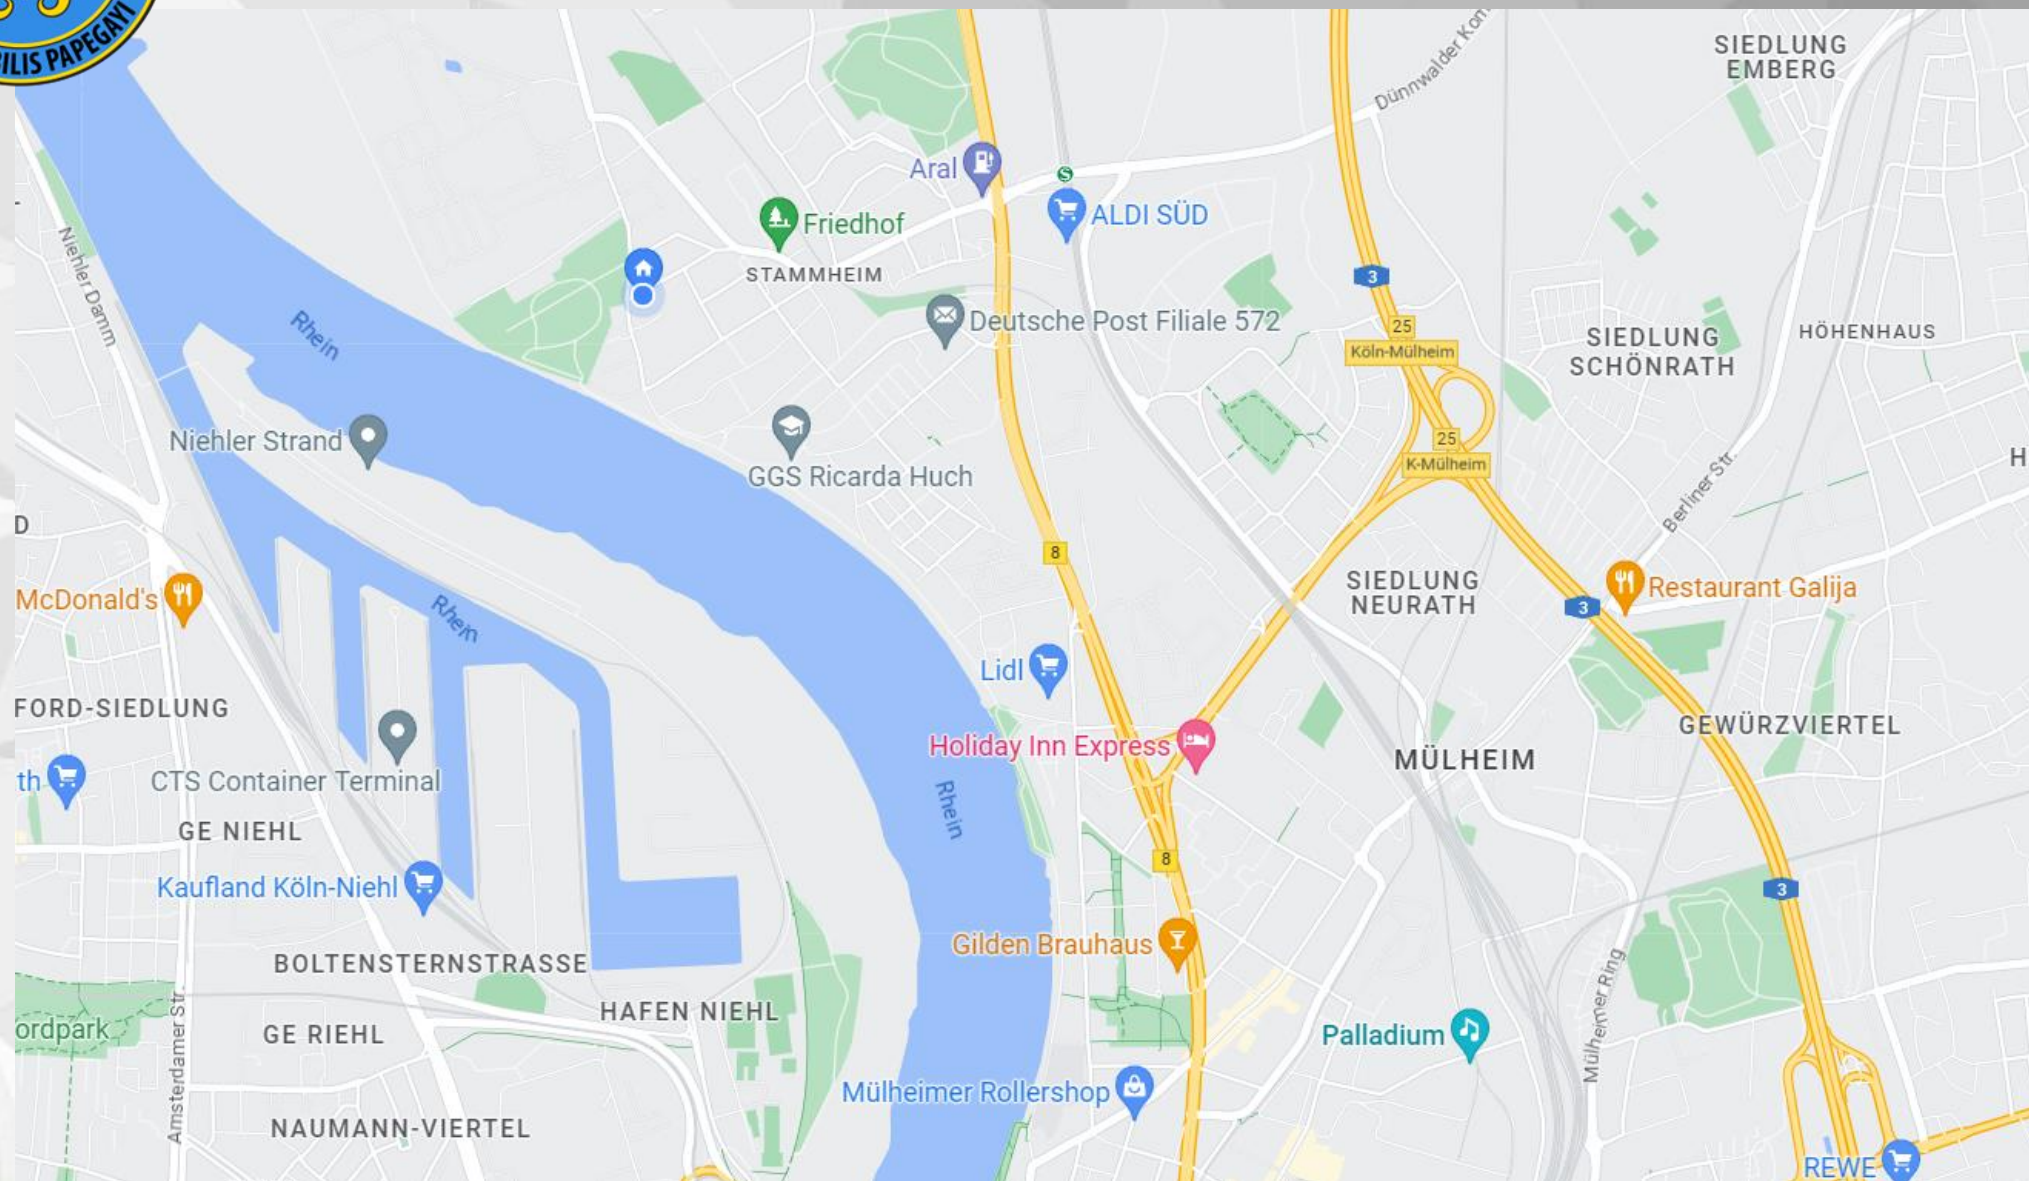 BILIS PAPEGAYI
SIEDLUNG
EMBERG
Dünnwalder Kom
Aral
S
ALDI SÜD
Friedhof
STAMMHEIM
Niehler Damm
3
Rhein
Deutsche Post Filiale 572
25
Köln-Mülheim
SIEDLUNG
SCHÖNRATH
HÖHENHAUS
Niehler Strand
GGS Ricarda Huch
25
K-Mülheim
H
Berliner Str.
D
8
McDonald's
Rhein
SIEDLUNG
NEURATH
3
Restaurant Galija
Lidl
FORD-SIEDLUNG
GEWÜRZVIERTEL
Holiday Inn Express
MÜLHEIM
th
CTS Container Terminal
Rhein
GE NIEHL
8
Kaufland Köln-Niehl
3
Gilden Brauhaus
BOLTENSTERNSTRASSE
HAFEN NIEHL
Mülheimer Ring
ordpark
Amsterdamer Str.
GE RIEHL
Palladium
Mülheimer Rollershop
NAUMANN-VIERTEL
REWE